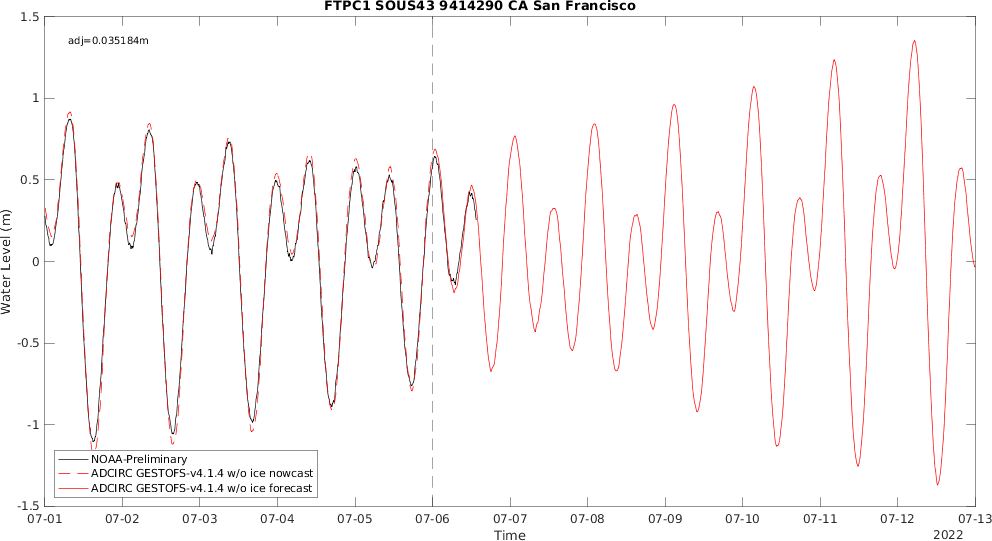 FTPC1 SOUS43 9414290 CA San Francisco
adj=0.035184m
1.5
1
0.5
0
-0.5
-1
-1.5
Water Level (m)
NOAA-Preliminary
ADCIRC GESTOFS-v4.1.4 w/o ice nowcast
ADCIRC GESTOFS-v4.1.4 w/o ice forecast
07-01 07-02 07-03 07-04 07-05 07-06 07-07 07-08 07-09 07-10 07-11 07-12 07-13
Time
2022